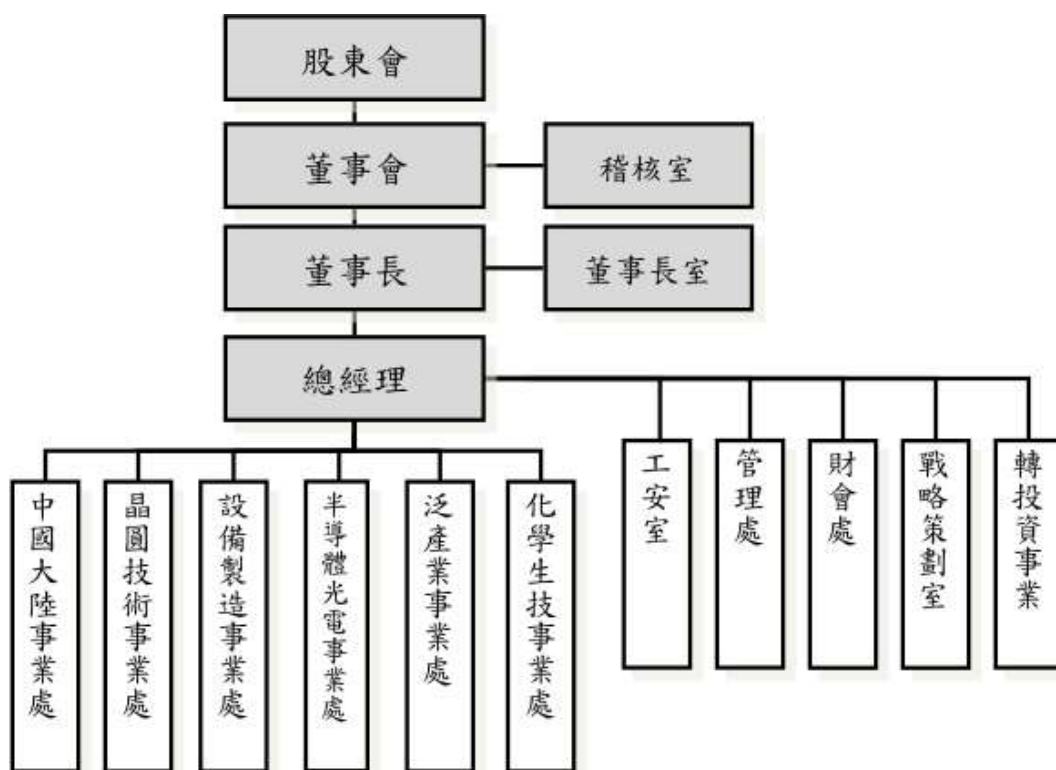 股東會
董事會
稽核室
董事長
董事長室
總經理
工安室
管理處
財會處
戰略策劃室
轉投資事業
中國大陸事業處
晶圓技術事業處
設備製造事業處
半導體光電事業處
泛產業事業處
化學生技事業處